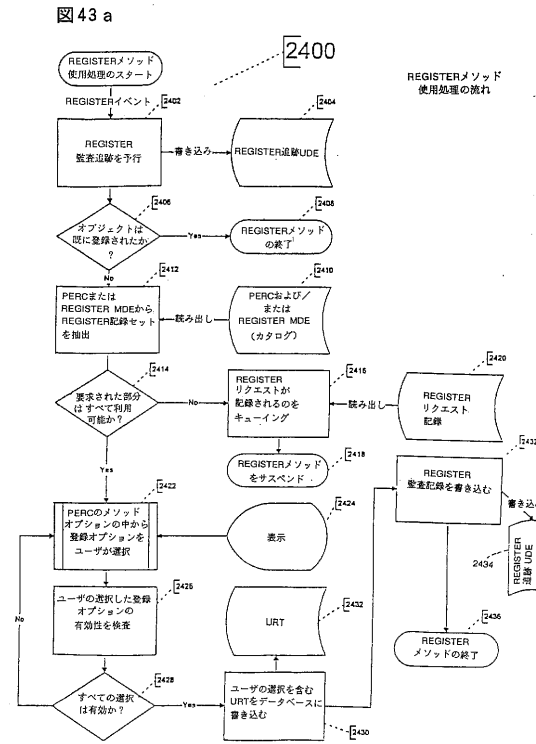 図43a
2400
REGISTERメソッド
使用処理のスタート
REGISTERメソッド
使用処理の流れ
REGISTERイベント
2402
2404
REGISTER
監査追跡を予行
書き込み
REGISTER追跡UDE
2406
2408
オブジェクトは
既に登録されたか
?
Yes
REGISTERメソッド
の終了
No
2412
2410
PERCまたは
REGISTER MDEから
REGISTER記録セット
を抽出
読み出し
PERCおよび/
または
REGISTER MDE
(カタログ)
2414
2416
2420
要求された部分
はすべて利用
可能か?
No
REGISTER
リクエストが
記録されるのを
キューイング
読み出し
REGISTER
リクエスト
記録
Yes
2418
REGISTERメソッド
をサスペンド
REGISTER
監査記録を書き込む
2422
2424
PERCのメソッド
オプションの中から
登録オプションを
ユーザが選択
表示
書き込み
2434
REGISTER
追跡 UDE
2426
2432
ユーザの選択した登録
オプションの
有効性を検査
URT
No
2436
REGISTER
メソッドの終了
2428
すべての選択
は有効か?
Yes
ユーザの選択を含む
URTをデータベースに
書き込む
2430